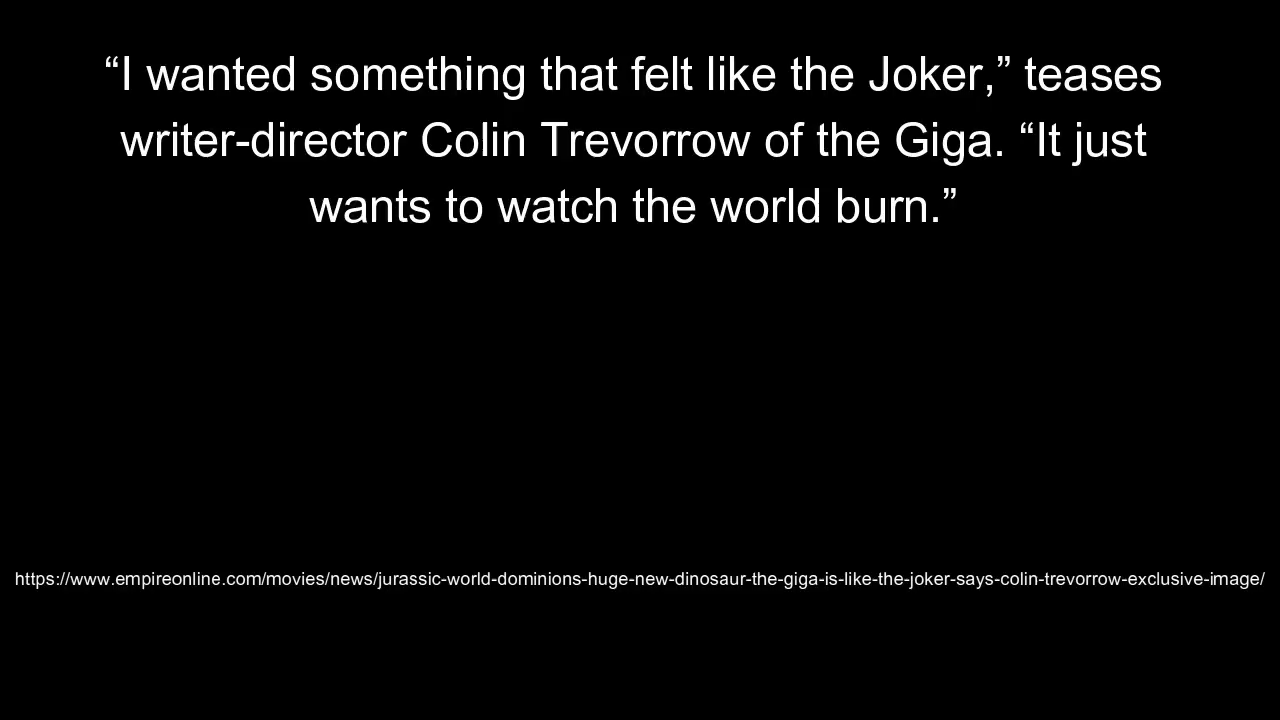 “I wanted something that felt like the Joker,” teases
writer-director Colin Trevorrow of the Giga. “It just
wants to watch the world burn.”
https://www.empireonline.com/movies/news/jurassic-world-dominions-huge-new-dinosaur-the-giga-is-like-the-joker-says-colin-trevorrow-exclusive-image/